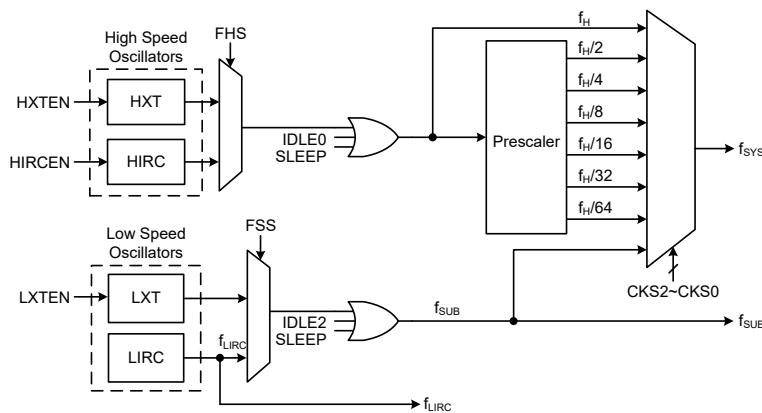 High Speed
Oscillators
FHS
HXTEN
HXT
HIRCEN
HIRC
IDLE0
SLEEP
Prescaler
fH
fH/2
fH/4
fH/8
fH/16
fH/32
fH/64
fSYS
CKS2~CKS0
Low Speed
Oscillators
FSS
LXTEN
LXT
LIRC
fLIRC
IDLE2
SLEEP
fSUB
fSUB
fLIRC